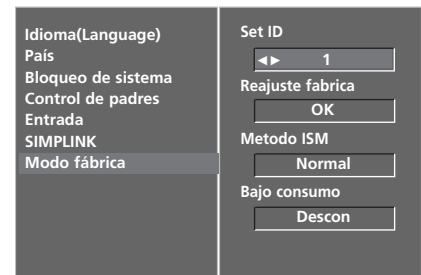 Idioma(Language)
País
Bloqueo de sistema
Control de padres
Entrada
SIMPLINK
Modo fábrica
Set ID
1
Reajuste fabrica
OK
Metodo ISM
Normal
Bajo consumo
Descon